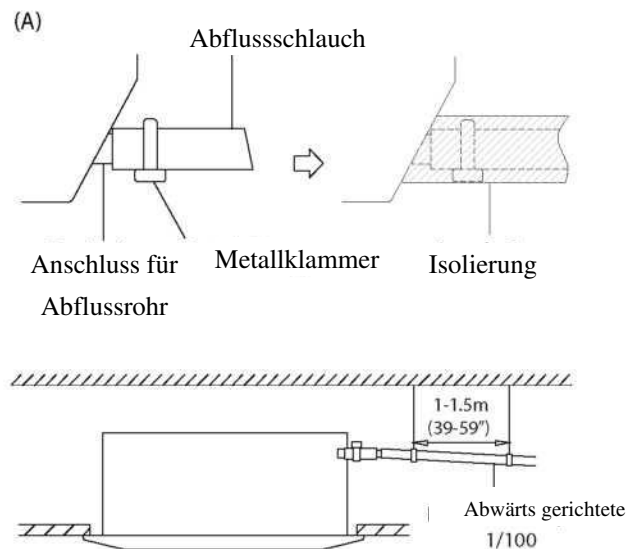 (A)
Abflussschlauch
Anschluss für
Abflussrohr
Metallklammer
Isolierung
1-1.5m
(39-59")
Abwärts gerichtete
1/100